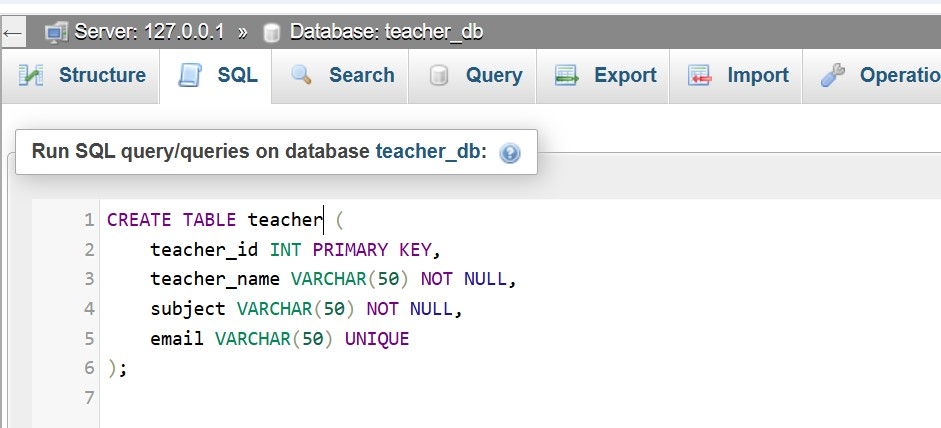 ← Server: 127.0.0.1 » Database: teacher_db
Structure SQL Search Query Export Import Operatio
Run SQL query/queries on database teacher_db:
1 CREATE TABLE teacher (
2 teacher_id INT PRIMARY KEY,
3 teacher_name VARCHAR(50) NOT NULL,
4 subject VARCHAR(50) NOT NULL,
5 email VARCHAR(50) UNIQUE
6 );
7